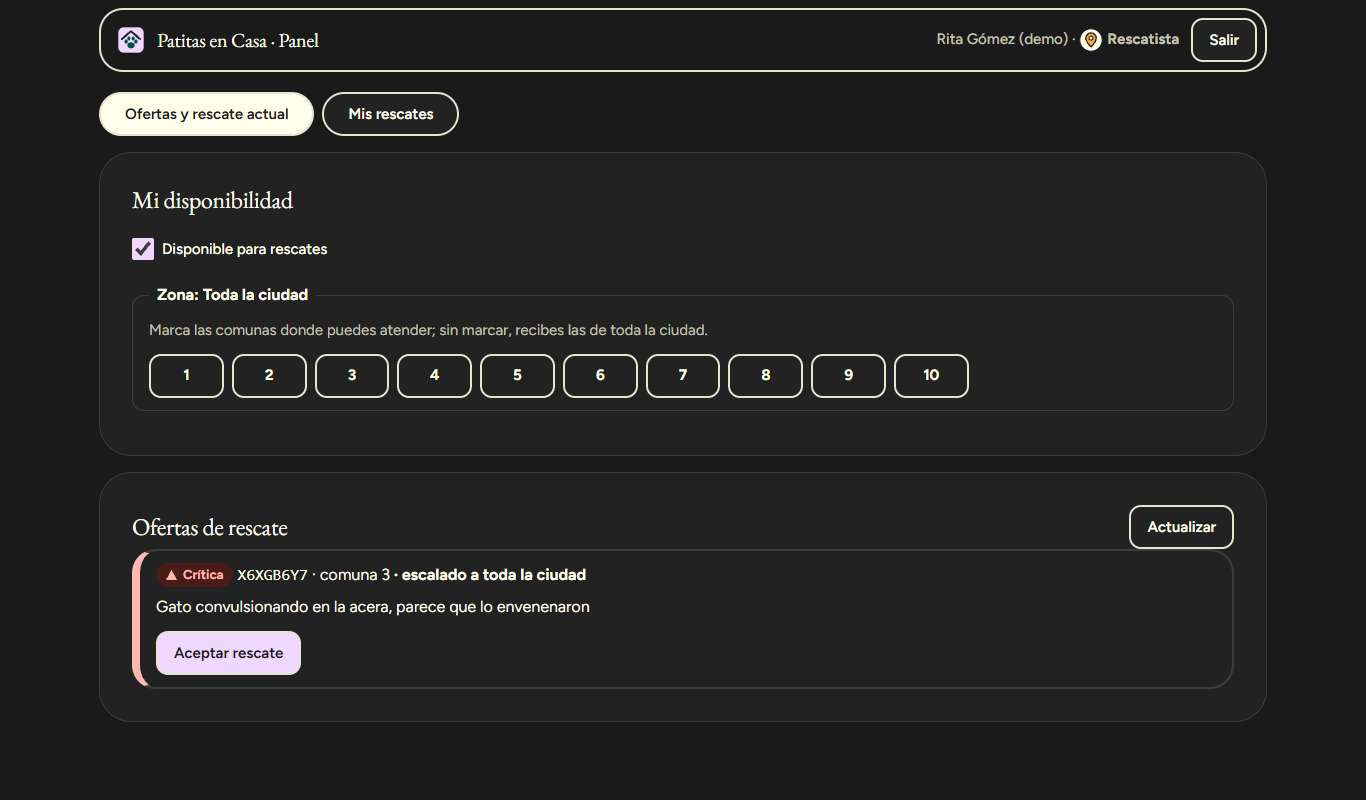 Patitas en Casa · Panel
Rita Gómez (demo) · Rescatista
Salir
Ofertas y rescate actual
Mis rescates
Mi disponibilidad
Disponible para rescates
Zona: Toda la ciudad
Marca las comunas donde puedes atender; sin marcar, recibes las de toda la ciudad.
1 2 3 4 5 6 7 8 9 10
Ofertas de rescate
Actualizar
Crítica X6XGB6Y7 · comuna 3 · escalado a toda la ciudad
Gato convulsionando en la acera, parece que lo envenenaron
Aceptar rescate